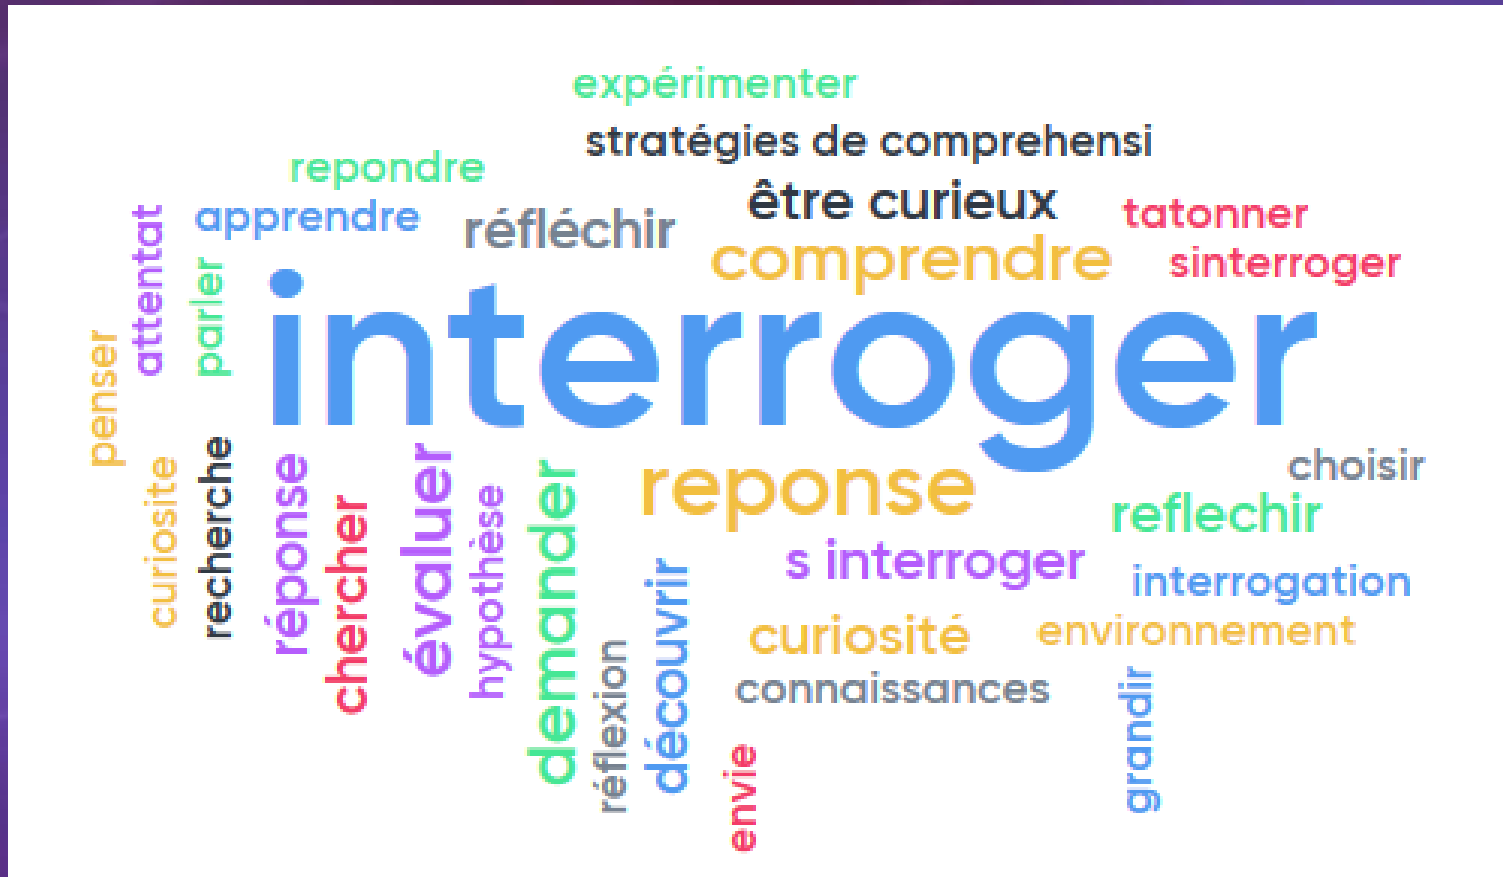 expérimenter
stratégies de comprehensi
repondre
être curieux
apprendre
réfléchir
tatonner
comprendre
sinterroger
attentat
parler
penser
interroger
curiosite
recherche
réponse
chercher
évaluer
hypothèse
demander
reponse
choisir
reflechir
s interroger
interrogation
découvrir
curiosité
environnement
réflexion
connaissances
grandir
envie